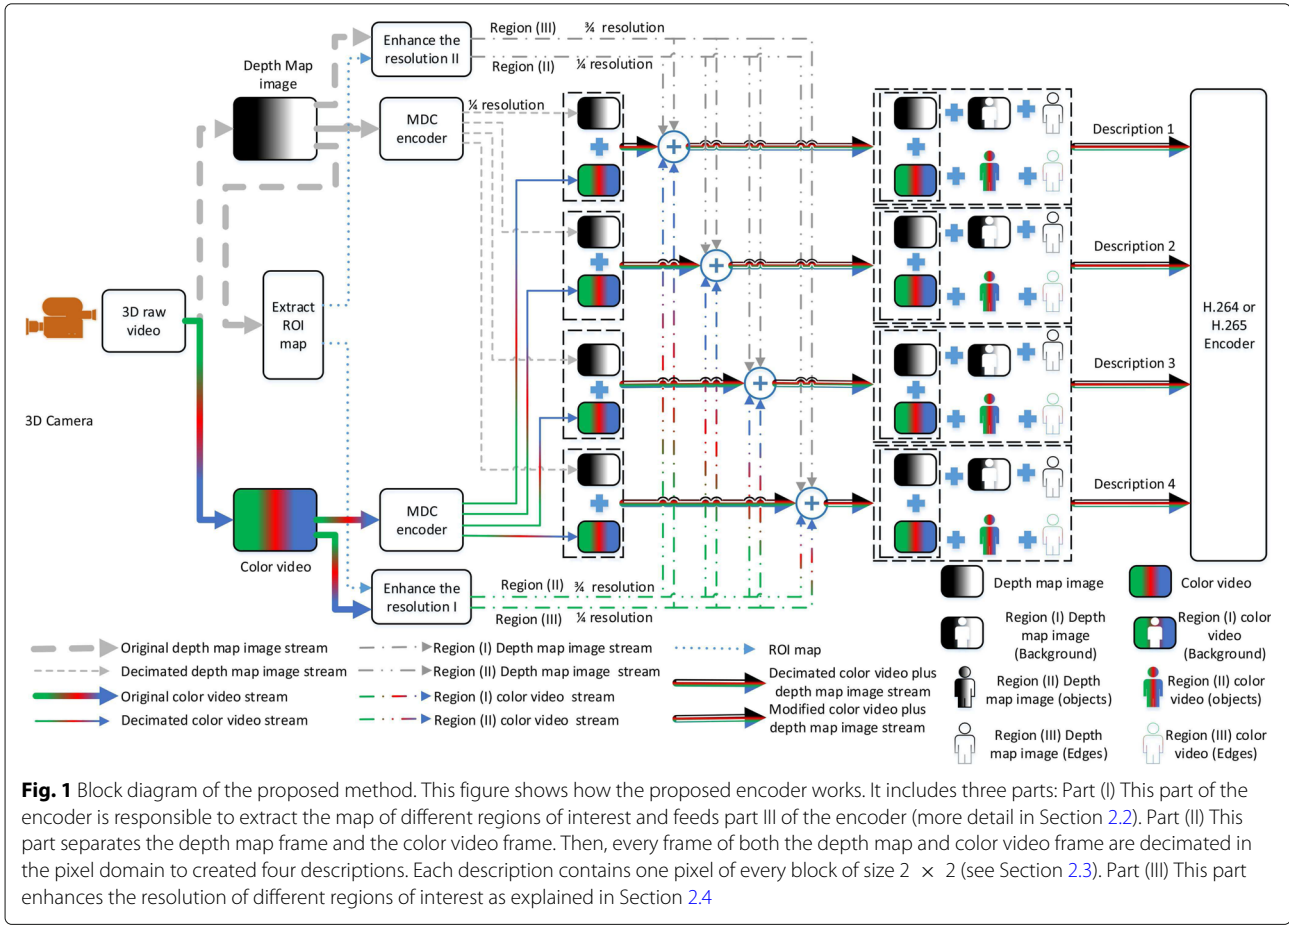 Region (III) ¾ resolution
Enhance the
resolution II
Region (II) ¼ resolution
Depth Map
image
¼ resolution
MDC
encoder
Description 1
Description 2
3D raw
video
Extract
ROI
map
H.264 or
H.265
Encoder
Description 3
3D Camera
Description 4
MDC
encoder
Color video
Enhance the
resolution I
Region (II) ¾ resolution
Region (III) ¼ resolution
Depth map image
Color video
Region (I) Depth
map image
(Background)
Region (I) color
video
(Background)
Region (II) Depth
map image (objects)
Region (II) color
video (objects)
Region (III) Depth
map image (Edges)
Region (III) color
video (Edges)
Original depth map image stream
Decimated depth map image stream
Original color video stream
Decimated color video stream
Region (I) Depth map image stream
Region (II) Depth map image stream
Region (I) color video stream
Region (II) color video stream
ROI map
Decimated color video plus
depth map image stream
Modified color video plus
depth map image stream
Fig. 1 Block diagram of the proposed method. This figure shows how the proposed encoder works. It includes three parts: Part (I) This part of the
encoder is responsible to extract the map of different regions of interest and feeds part III of the encoder (more detail in Section 2.2). Part (II) This
part separates the depth map frame and the color video frame. Then, every frame of both the depth map and color video frame are decimated in
the pixel domain to created four descriptions. Each description contains one pixel of every block of size 2 × 2 (see Section 2.3). Part (III) This part
enhances the resolution of different regions of interest as explained in Section 2.4